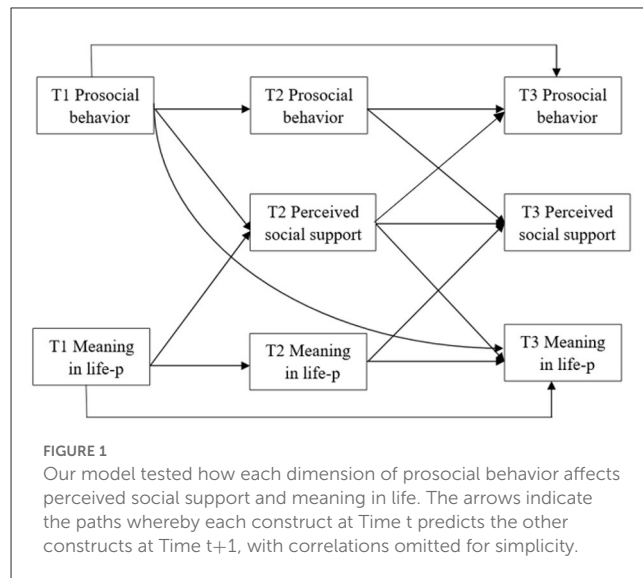 T1 Prosocial
behavior
T2 Prosocial
behavior
T3 Prosocial
behavior
T2 Perceived
social support
T3 Perceived
social support
T1 Meaning
in life-p
T2 Meaning
in life-p
T3 Meaning
in life-p
FIGURE 1
Our model tested how each dimension of prosocial behavior affects
perceived social support and meaning in life. The arrows indicate
the paths whereby each construct at Time t predicts the other
constructs at Time t+1, with correlations omitted for simplicity.